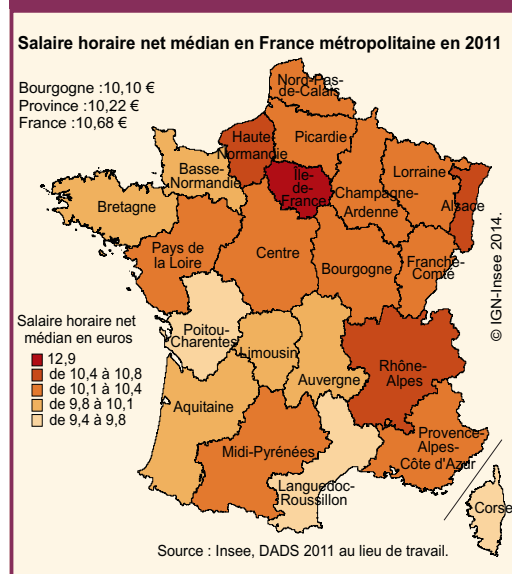 Salaire horaire net médian en France métropolitaine en 2011
Bourgogne :10,10 €
Province :10,22 €
France :10,68 €
Nord-Pas-
de-Calais
Haute-
Normandie
Picardie
Basse-
Normandie
Île-
de-
France
Lorraine
Champagne-
Ardenne
Alsace
Bretagne
Pays de
la Loire
Centre
Bourgogne
Franche-
Comté
© IGN-Insee 2014.
Poitou-
Charentes
Limousin
Auvergne
Rhône-
Alpes
Salaire horaire net
médian en euros
12,9
de 10,4 à 10,8
de 10,1 à 10,4
de 9,8 à 10,1
de 9,4 à 9,8
Aquitaine
Midi-Pyrénées
Provence-
Alpes-
Côte d'Azur
Languedoc-
Roussillon
Corse
Source : Insee, DADS 2011 au lieu de travail.